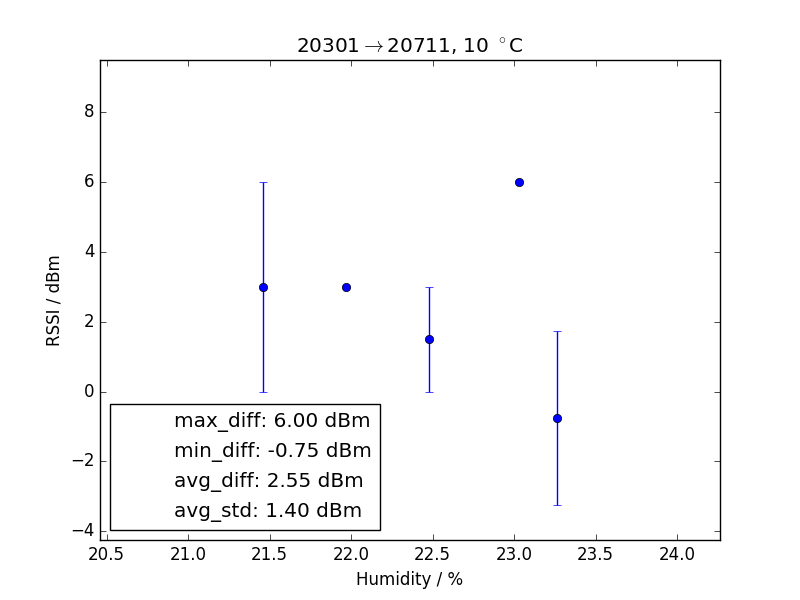 20301→20711, 10 °C
8
6
4
2
0
−2
−4
RSSI / dBm
max_diff: 6.00 dBm
min_diff: -0.75 dBm
avg_diff: 2.55 dBm
avg_std: 1.40 dBm
20.5 21.0 21.5 22.0 22.5 23.0 23.5 24.0
Humidity / %